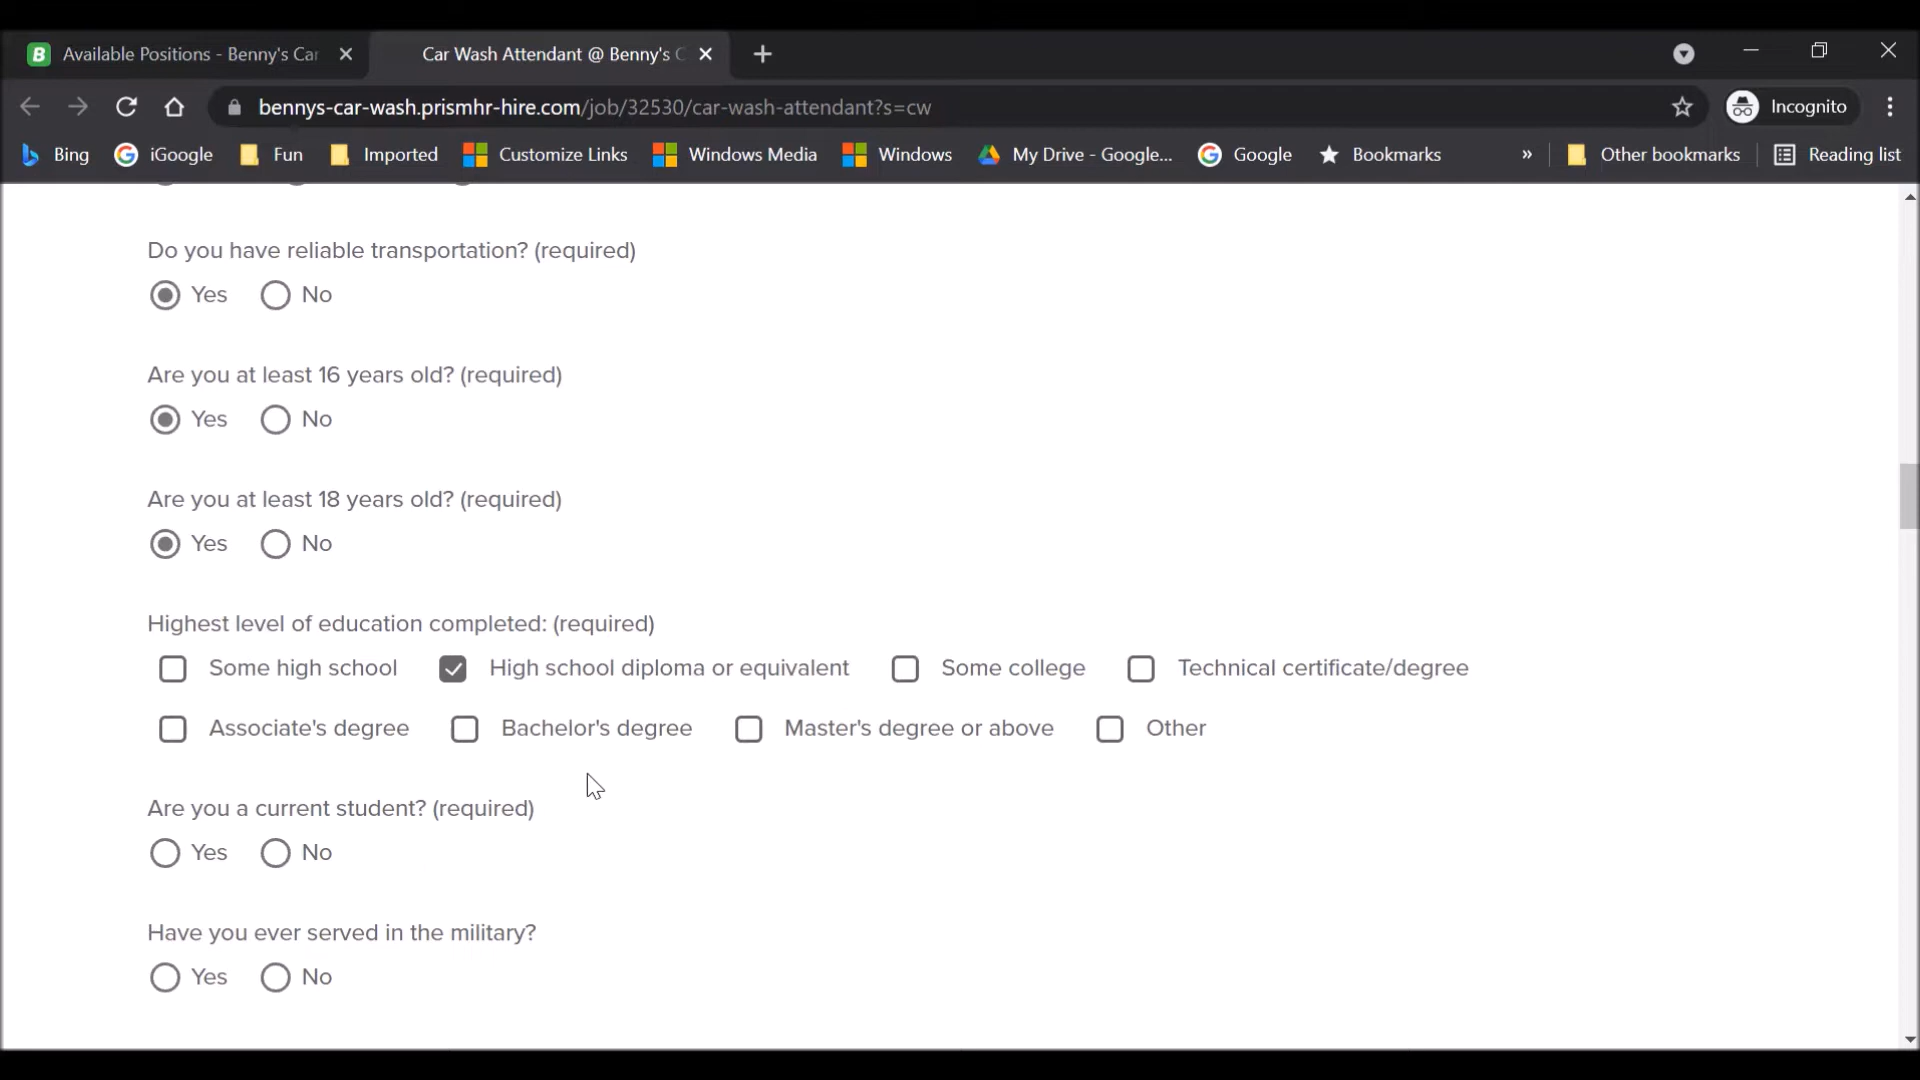 Available Positions - Benny's Car
Car Wash Attendant @ Benny's C
bennys-car-wash.prismhr-hire.com/job/32530/car-wash-attendant?s=cw
Incognito
Bing iGoogle Fun Imported Customize Links Windows Media Windows My Drive - Google... Google Bookmarks » Other bookmarks Reading list
Do you have reliable transportation? (required)
Yes No
Are you at least 16 years old? (required)
Yes No
Are you at least 18 years old? (required)
Yes No
Highest level of education completed: (required)
Some high school High school diploma or equivalent Some college Technical certificate/degree
Associate's degree Bachelor's degree Master's degree or above Other
Are you a current student? (required)
Yes No
Have you ever served in the military?
Yes No